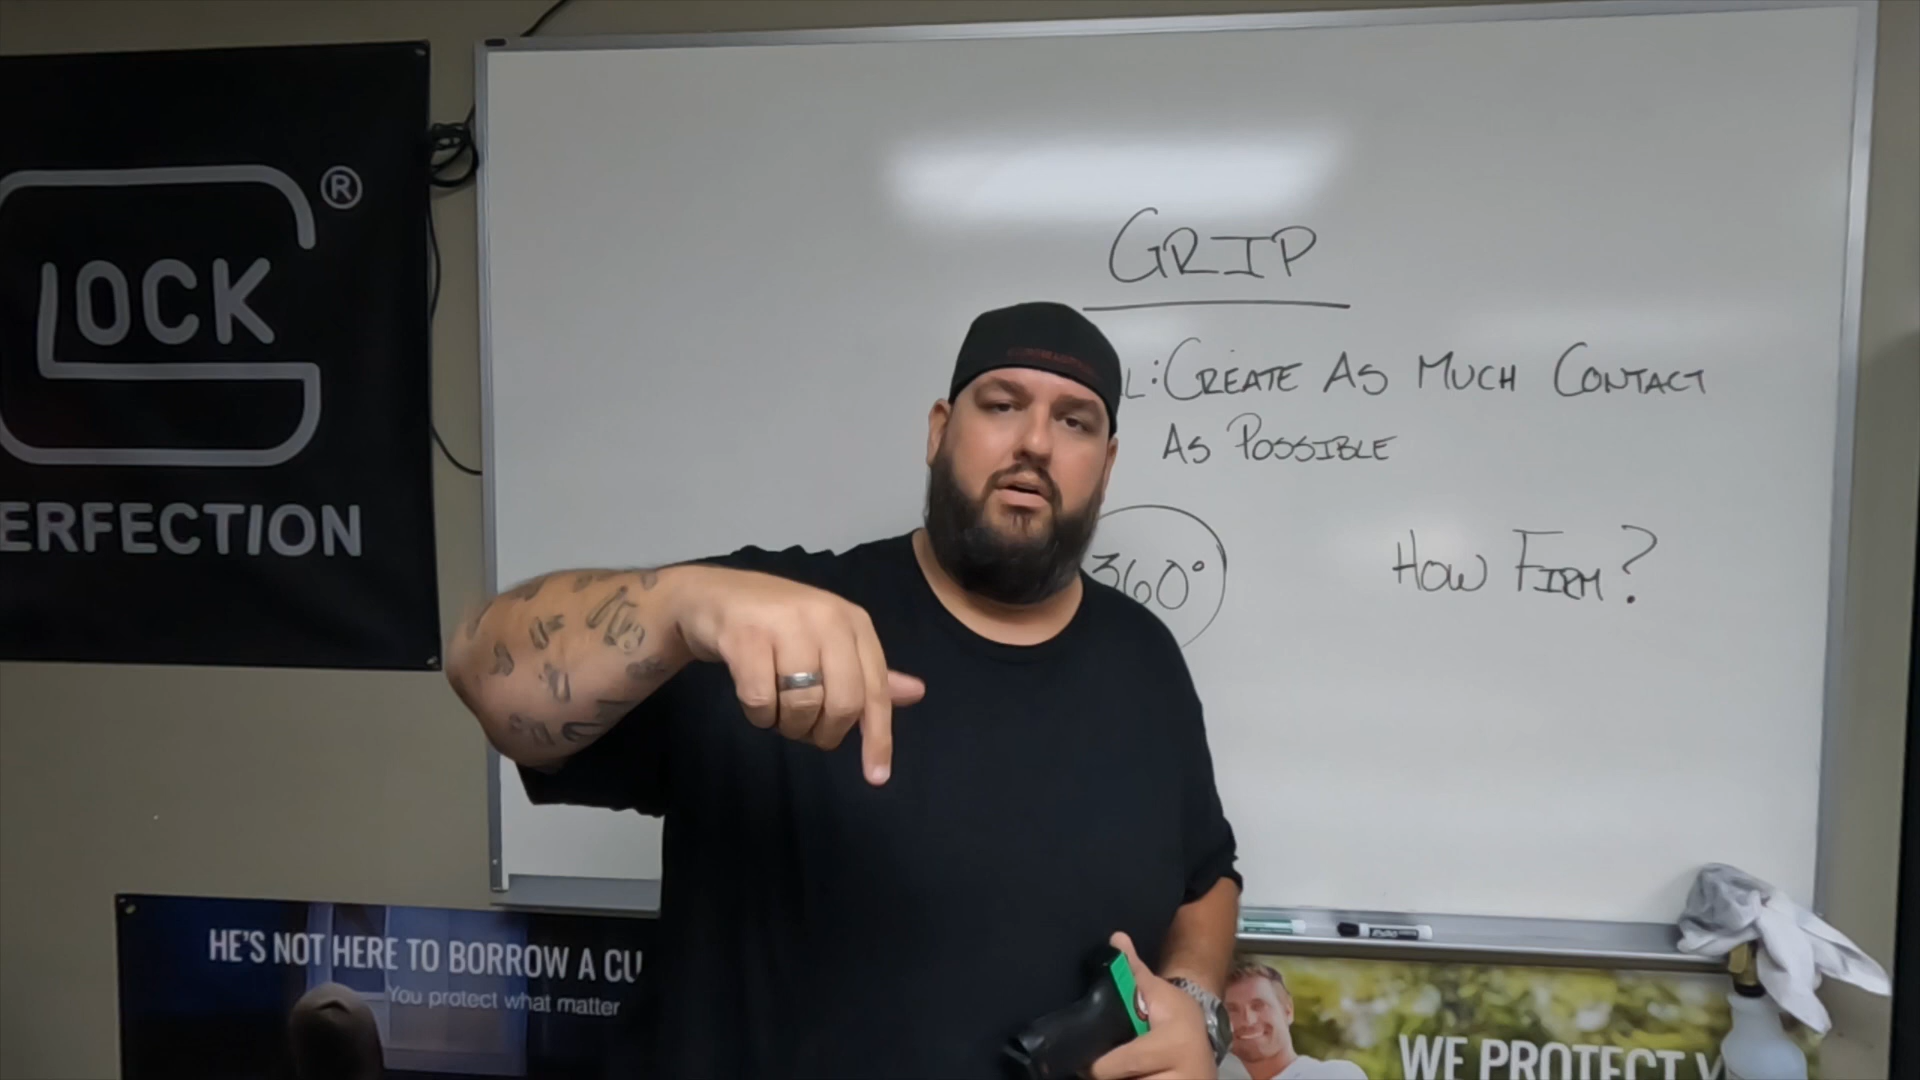 GLOCK®
ERFECTION
GRIP
L: CREATE AS MUCH CONTACT
AS POSSIBLE
360°
HOW FIRM?
HE'S NOT HERE TO BORROW A CU
You protect what matter
WE PROTECT